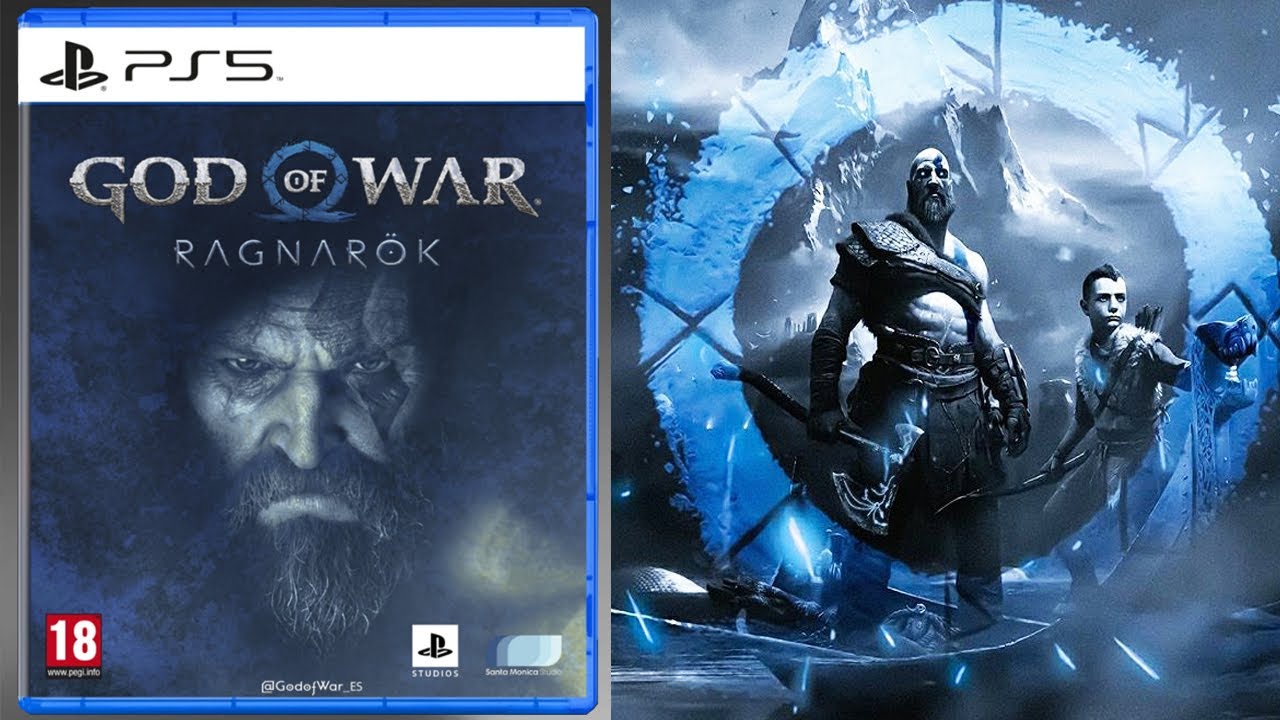 PS5
GOD OF WAR
RAGNARÖK
18
www.pegi.info
STUDIOS
Santa Monica Studio
@GodofWar_ES